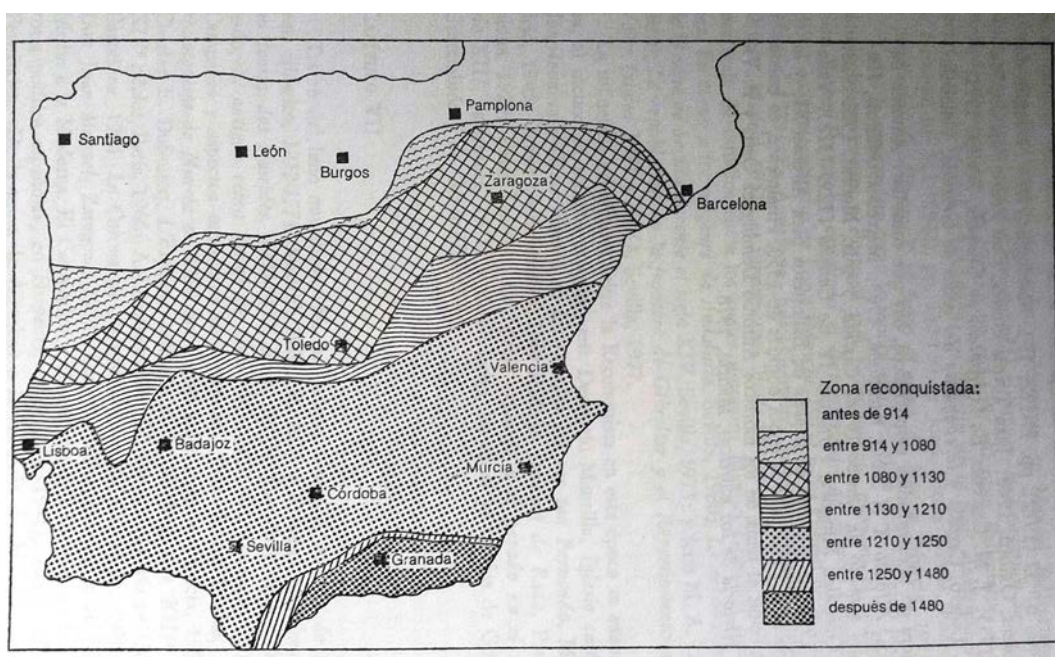 Pamplona
Santiago
León
Burgos
Zaragoza
Barcelona
Toledo
Valencia
Lisboa
Badajoz
Murcia
Córdoba
Sevilla
Granada
Zona reconquistada:
antes de 914
entre 914 y 1080
entre 1080 y 1130
entre 1130 y 1210
entre 1210 y 1250
entre 1250 y 1480
después de 1480